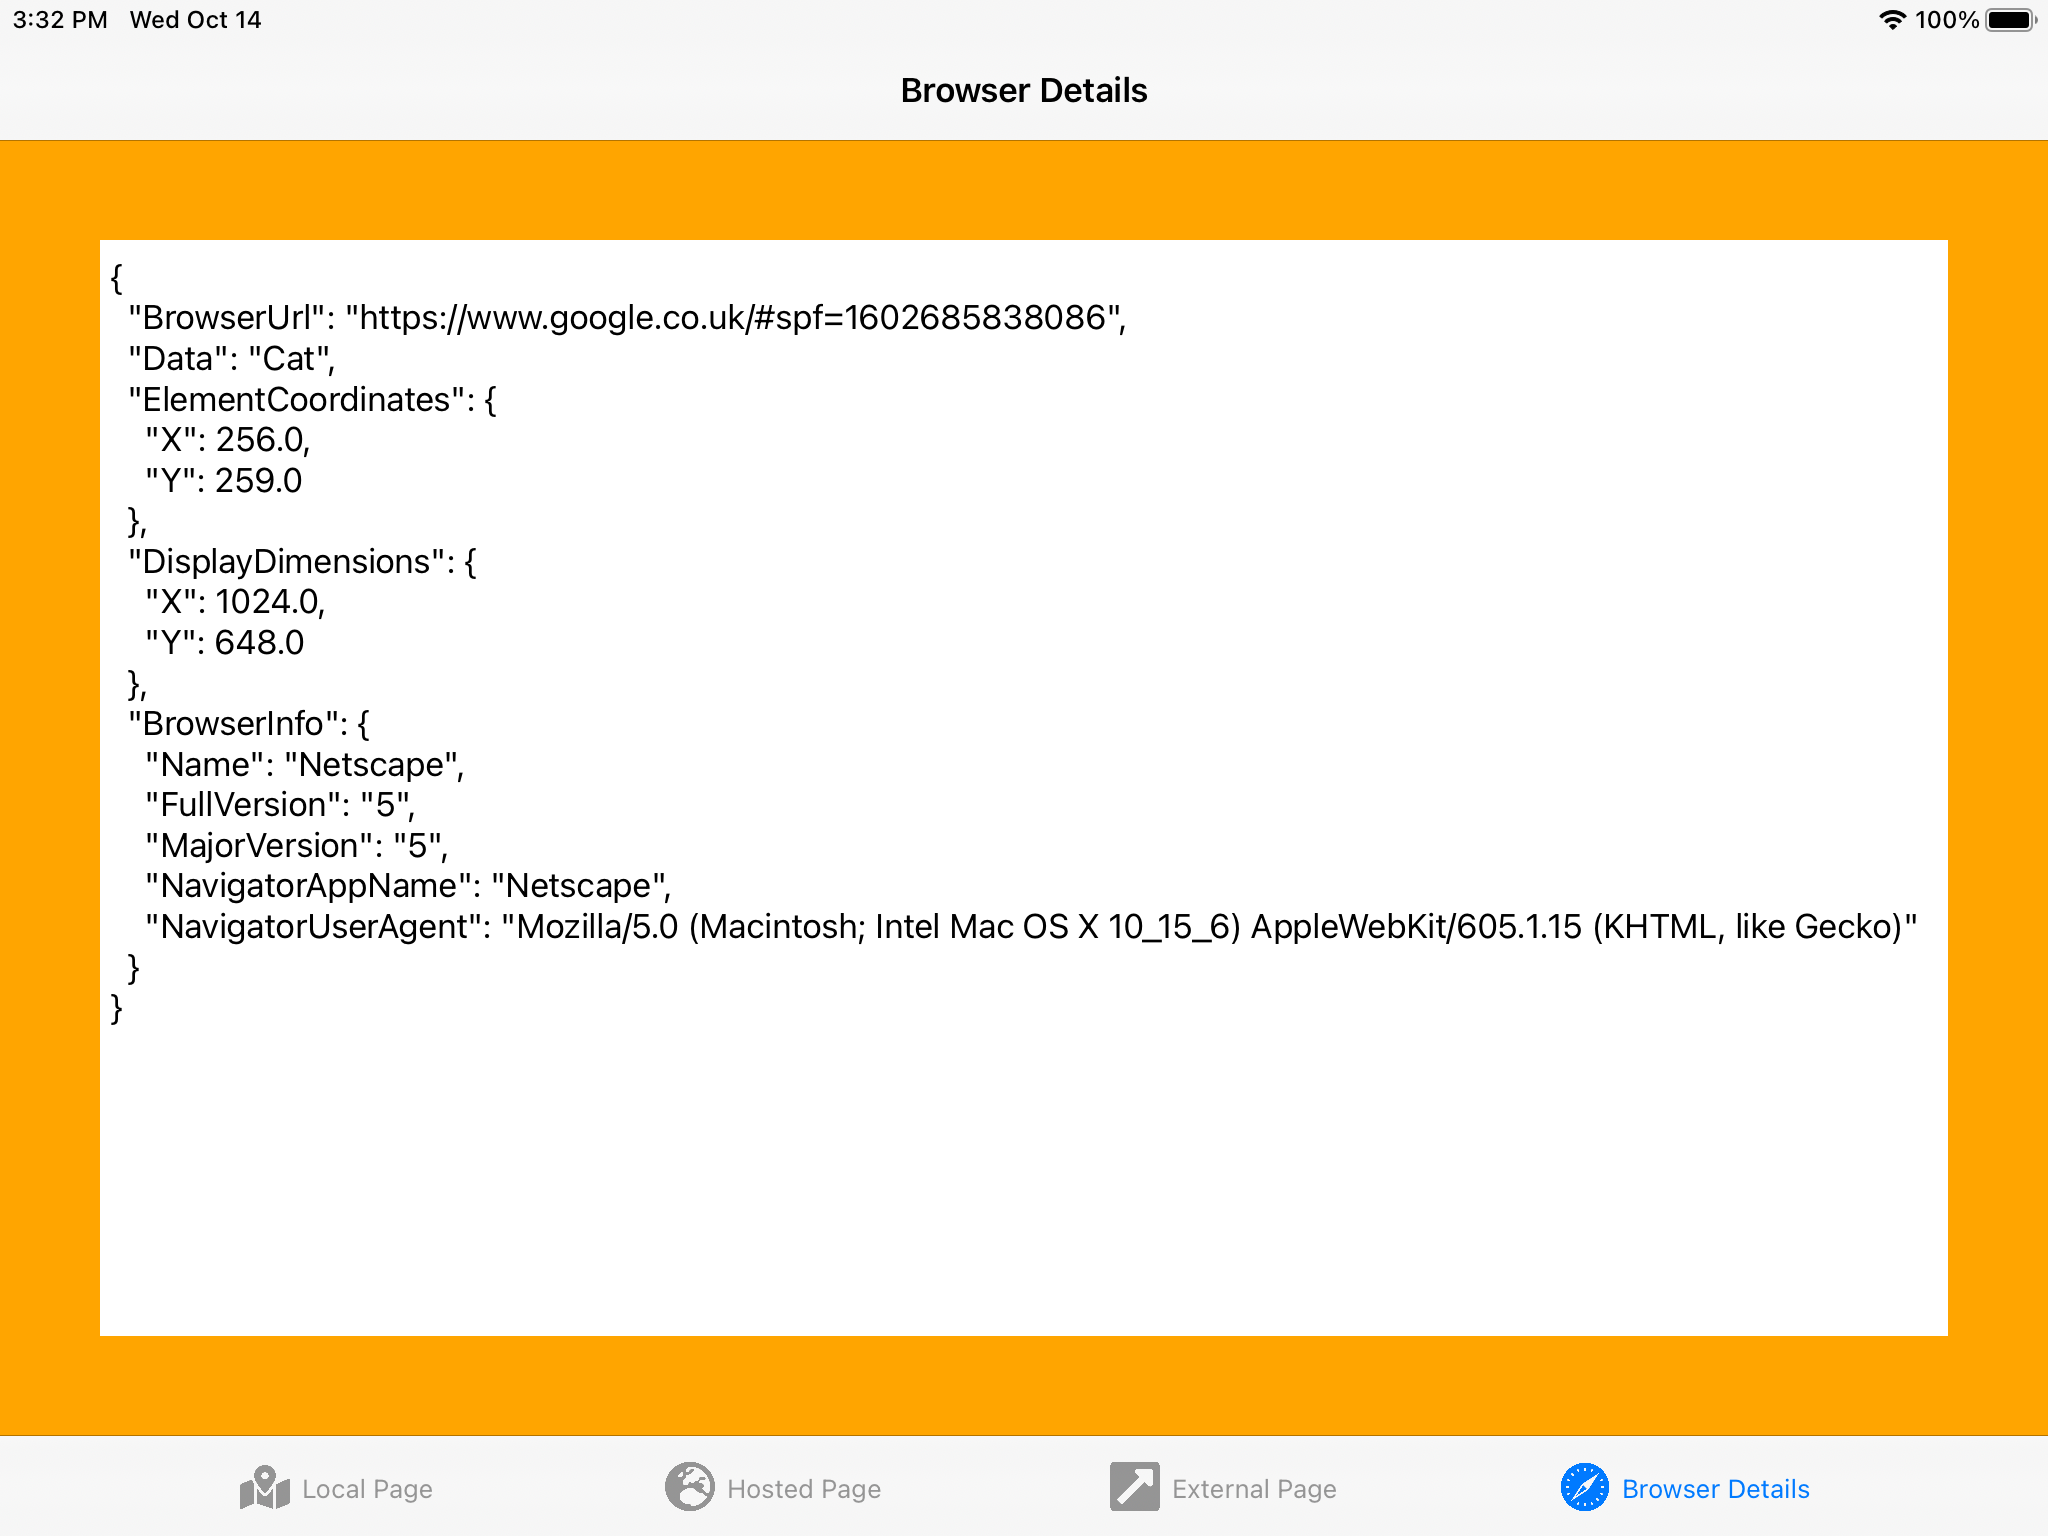 3:32 PM Wed Oct 14 100%
Browser Details
{
"BrowserUrl": "https://www.google.co.uk/#spf=1602685838086",
"Data": "Cat",
"ElementCoordinates": {
"X": 256.0,
"Y": 259.0
},
"DisplayDimensions": {
"X": 1024.0,
"Y": 648.0
},
"BrowserInfo": {
"Name": "Netscape",
"FullVersion": "5",
"MajorVersion": "5",
"NavigatorAppName": "Netscape",
"NavigatorUserAgent": "Mozilla/5.0 (Macintosh; Intel Mac OS X 10_15_6) AppleWebKit/605.1.15 (KHTML, like Gecko)"
}
}
Local Page Hosted Page External Page Browser Details